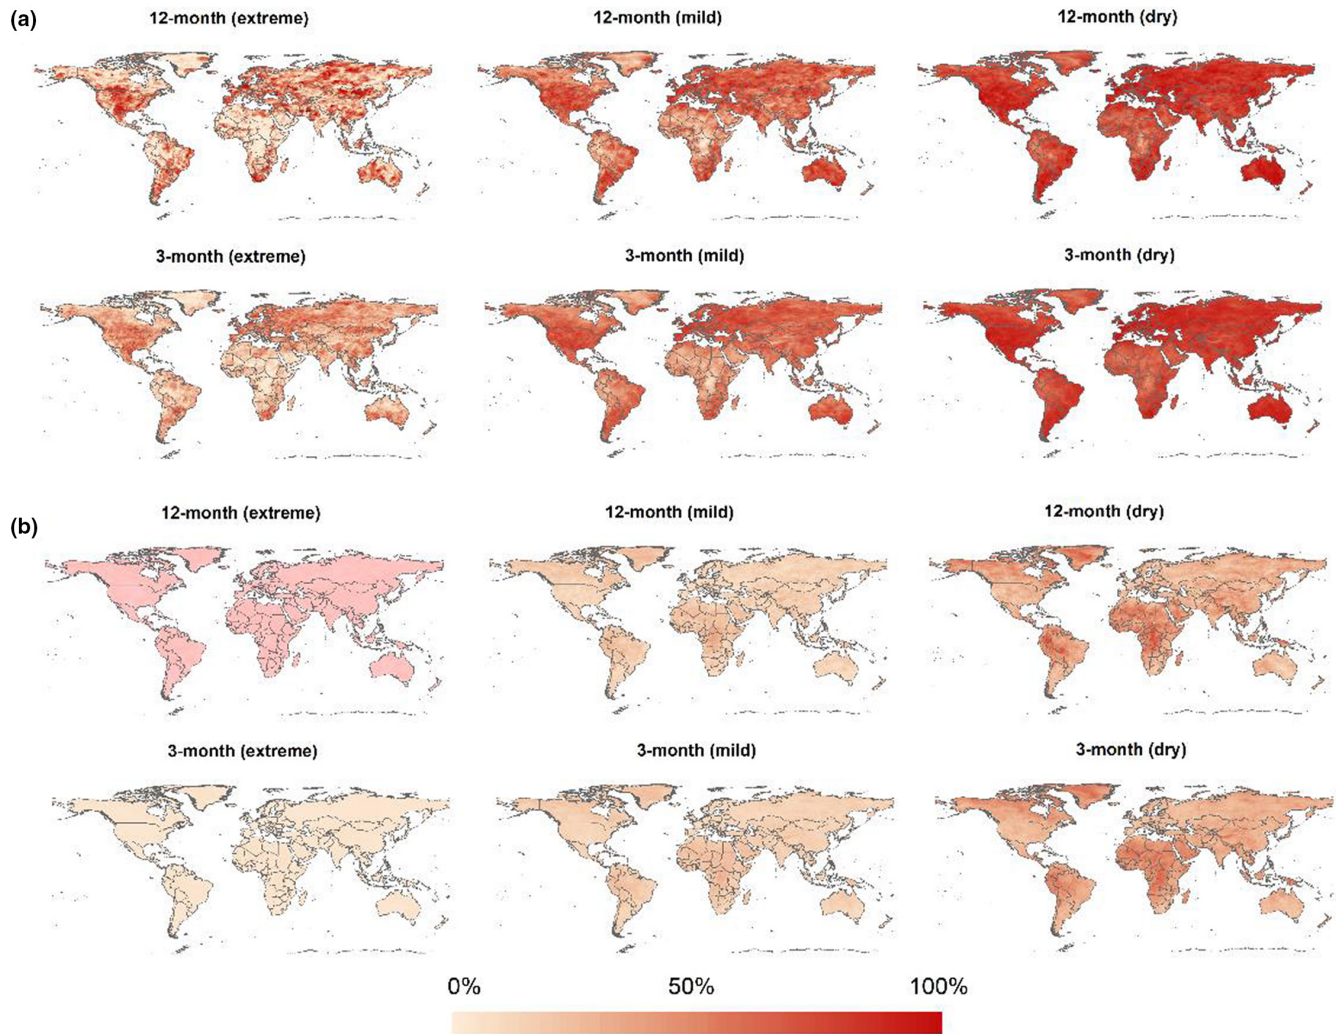 (a)
12-month (extreme) 12-month (mild) 12-month (dry)
3-month (extreme) 3-month (mild) 3-month (dry)
(b)
12-month (extreme) 12-month (mild) 12-month (dry)
3-month (extreme) 3-month (mild) 3-month (dry)
0% 50% 100%